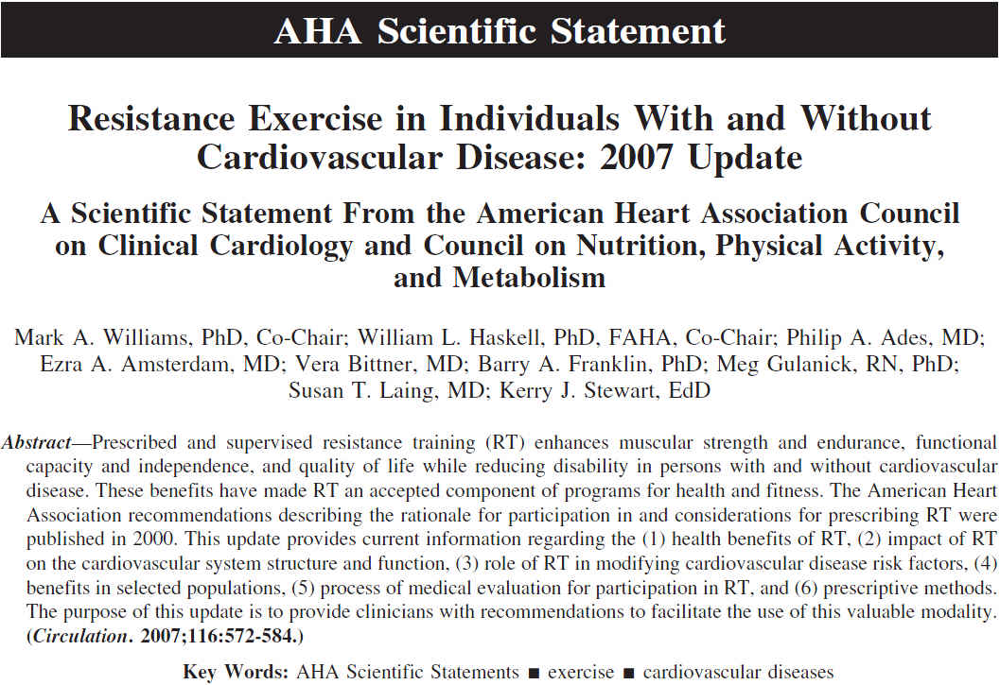 AHA Scientific Statement
Resistance Exercise in Individuals With and Without
Cardiovascular Disease: 2007 Update
A Scientific Statement From the American Heart Association Council
on Clinical Cardiology and Council on Nutrition, Physical Activity,
and Metabolism
Mark A. Williams, PhD, Co-Chair; William L. Haskell, PhD, FAHA, Co-Chair; Philip A. Ades, MD;
Ezra A. Amsterdam, MD; Vera Bittner, MD; Barry A. Franklin, PhD; Meg Gulanick, RN, PhD;
Susan T. Laing, MD; Kerry J. Stewart, EdD
Abstract—Prescribed and supervised resistance training (RT) enhances muscular strength and endurance, functional
capacity and independence, and quality of life while reducing disability in persons with and without cardiovascular
disease. These benefits have made RT an accepted component of programs for health and fitness. The American Heart
Association recommendations describing the rationale for participation in and considerations for prescribing RT were
published in 2000. This update provides current information regarding the (1) health benefits of RT, (2) impact of RT
on the cardiovascular system structure and function, (3) role of RT in modifying cardiovascular disease risk factors, (4)
benefits in selected populations, (5) process of medical evaluation for participation in RT, and (6) prescriptive methods.
The purpose of this update is to provide clinicians with recommendations to facilitate the use of this valuable modality.
(Circulation. 2007;116:572-584.)
Key Words: AHA Scientific Statements ■ exercise ■ cardiovascular diseases